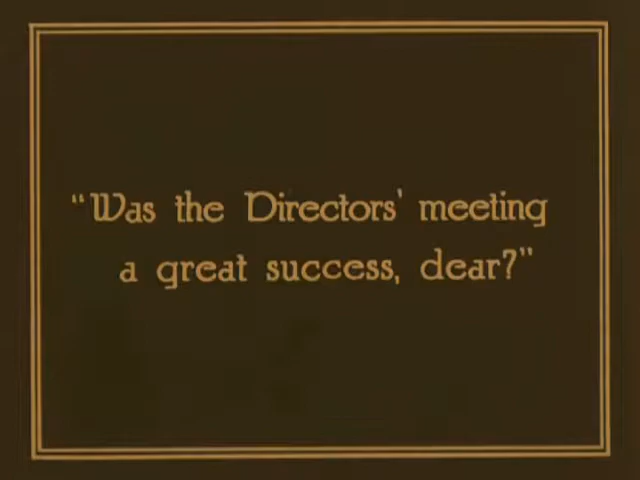 "Was the Directors' meeting
a great success, dear?"